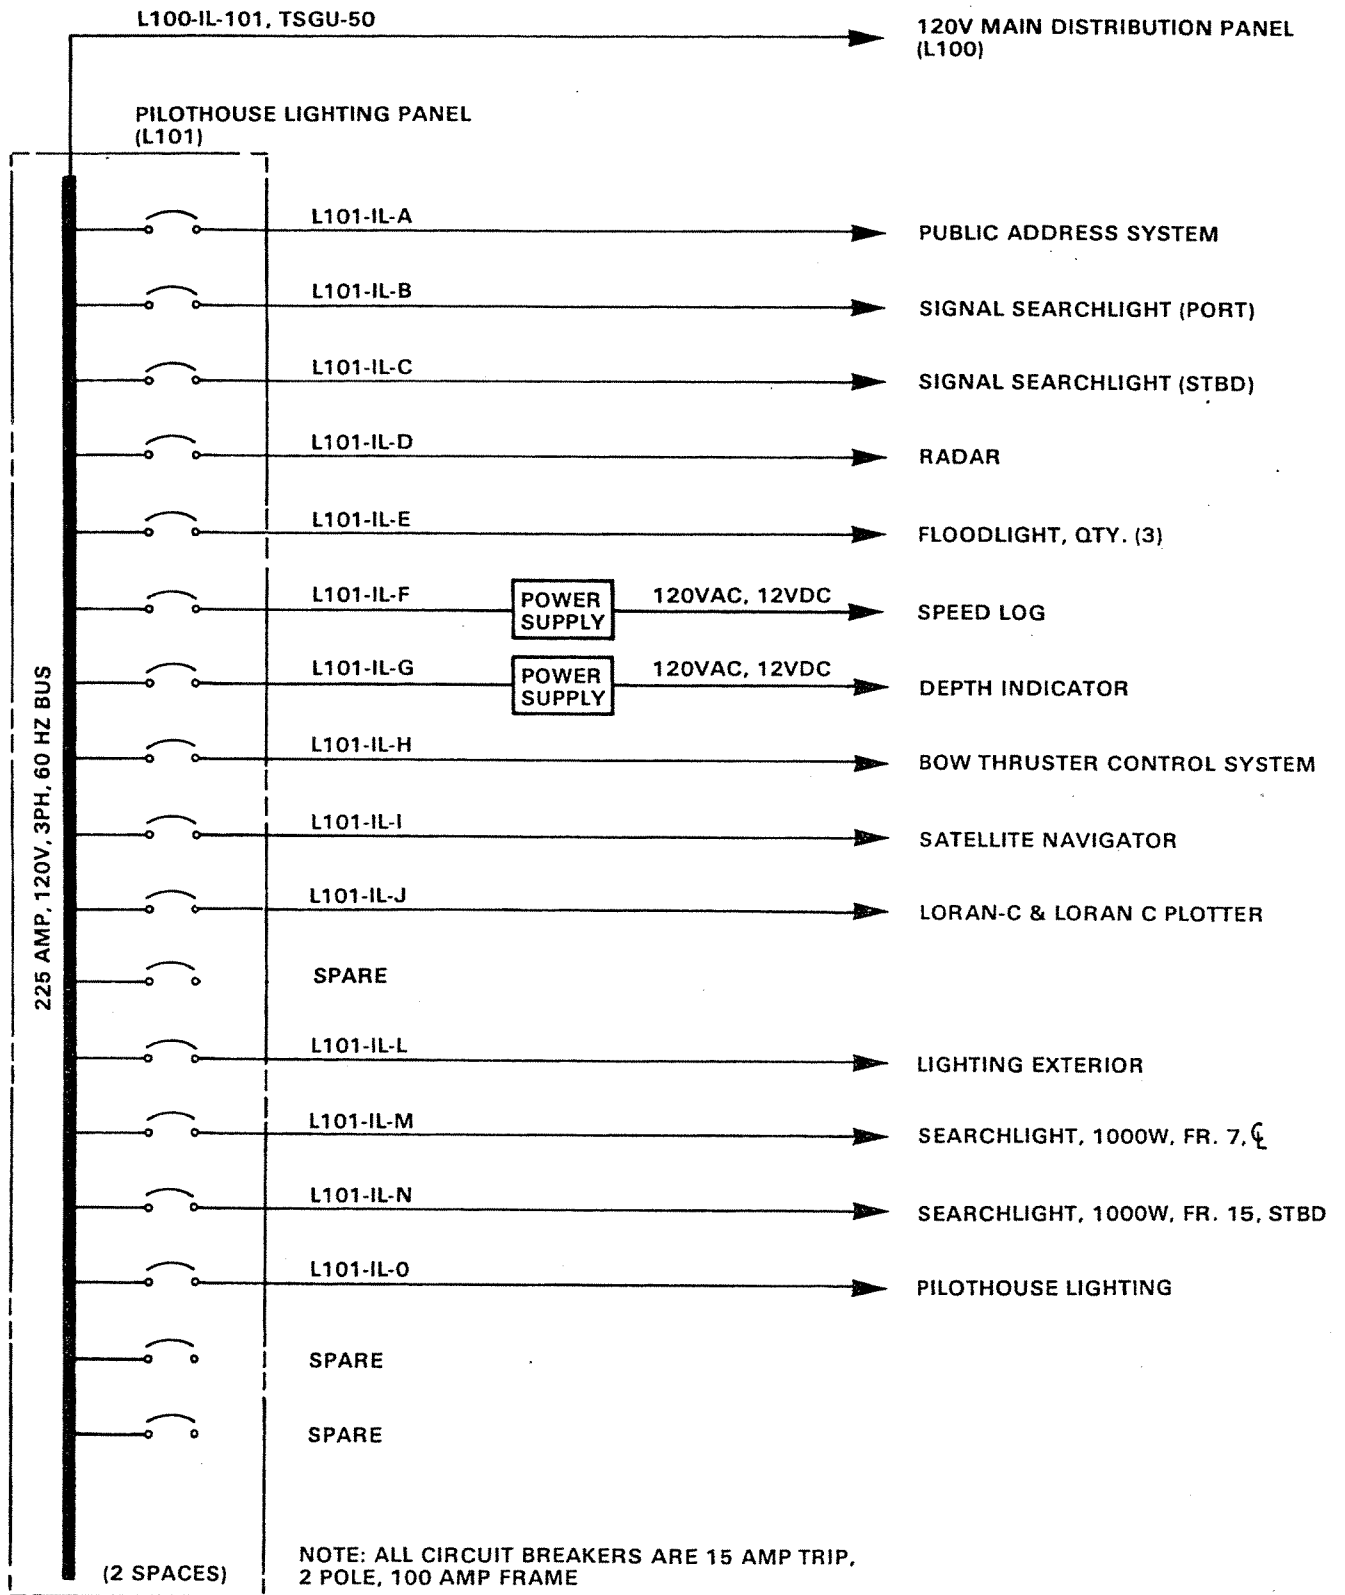 L100-IL-101, TSGU-50
120V MAIN DISTRIBUTION PANEL
(L100)
PILOTHOUSE LIGHTING PANEL
(L101)
L101-IL-A
PUBLIC ADDRESS SYSTEM
L101-IL-B
SIGNAL SEARCHLIGHT (PORT)
L101-IL-C
SIGNAL SEARCHLIGHT (STBD)
L101-IL-D
RADAR
L101-IL-E
FLOODLIGHT, QTY. (3)
L101-IL-F
POWER
SUPPLY
120VAC, 12VDC
SPEED LOG
L101-IL-G
POWER
SUPPLY
120VAC, 12VDC
DEPTH INDICATOR
225 AMP, 120V, 3PH, 60 HZ BUS
L101-IL-H
BOW THRUSTER CONTROL SYSTEM
L101-IL-I
SATELLITE NAVIGATOR
L101-IL-J
LORAN-C & LORAN C PLOTTER
SPARE
L101-IL-L
LIGHTING EXTERIOR
L101-IL-M
SEARCHLIGHT, 1000W, FR. 7, ℄
L101-IL-N
SEARCHLIGHT, 1000W, FR. 15, STBD
L101-IL-O
PILOTHOUSE LIGHTING
SPARE
SPARE
(2 SPACES)
NOTE: ALL CIRCUIT BREAKERS ARE 15 AMP TRIP,
2 POLE, 100 AMP FRAME